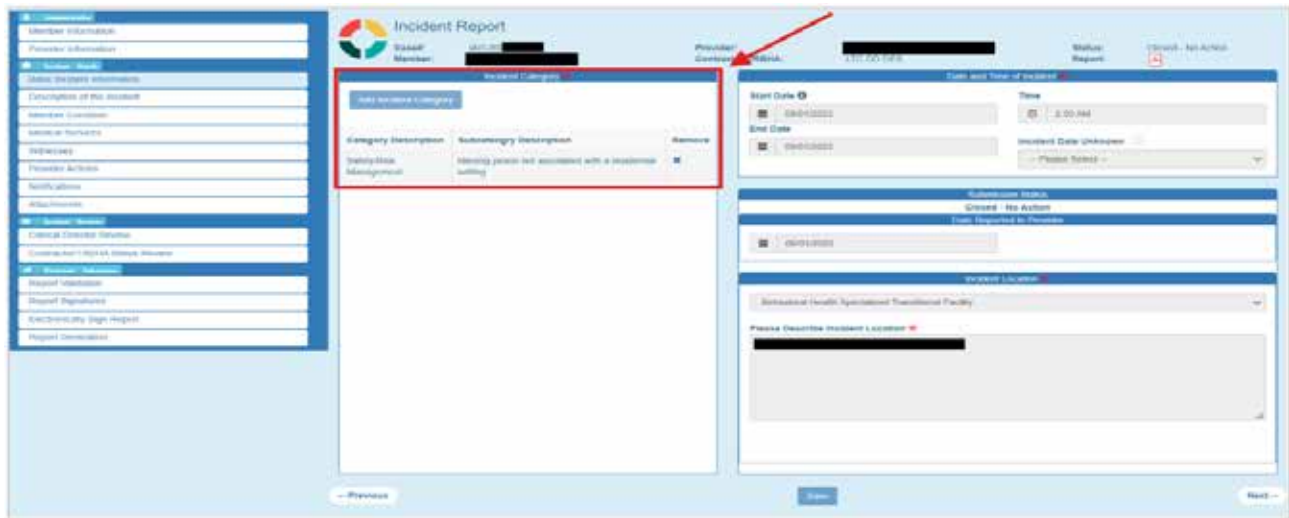 Incident Report
Case#:
Provider:
Status: Closed - No Action
Member:
Contractor/RBHA:
Report:
Member Information
Provider Information
Basic Incident Information
Description of the Incident
Member Condition
Medical Services
Witnesses
Provider Actions
Notifications
Attachments
Clinical Director Review
Report Validation
Report Signatures
Electronically Sign Report
Report Generation
Incident Category
Add Incident Category
Category Description Subcategory Description Remove
Safety/Risk Management
Missing person not associated with a residential setting
Date and Time of Incident
Start Date Time
09/01/2022
End Date
Incident Date Unknown
-- Please Select --
Submission Status
Closed - No Action
Date Reported to Provider
Incident Location
Behavioral Health Specialized Transitional Facility
Please Describe Incident Location *
←Previous
Save
Next→